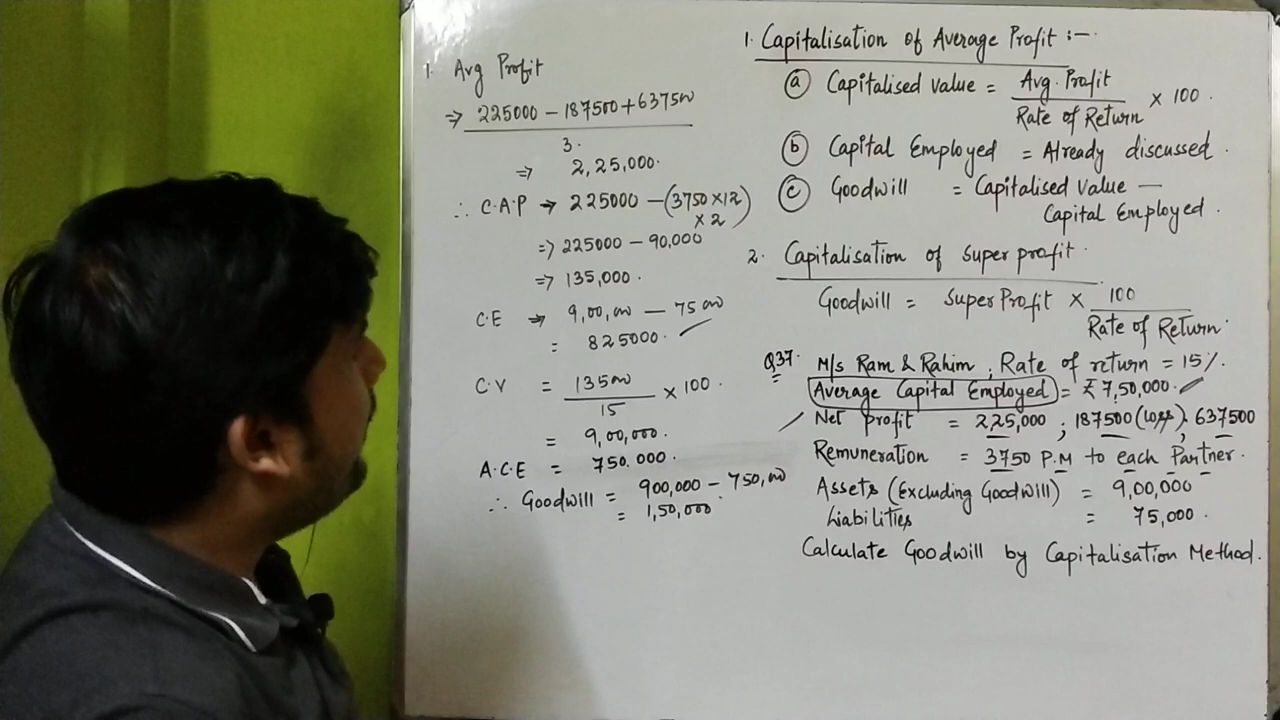 1. Avg Profit
⇒ 225000 – 187500 + 637500
3.
⇒ 2,25,000.
∴ C.A.P → 225000 – (3750 × 12
× 2)
⇒ 225000 – 90,000
⇒ 135,000.
C.E ⇒ 9,00,000 – 75000
= 825000.
C.V = 135000 × 100.
15
= 9,00,000.
A.C.E = 750.000.
∴ Goodwill = 900,000 – 750,000
= 1,50,000.
1. Capitalisation of Average Profit :–
(a) Capitalised value = Avg. Profit × 100.
Rate of Return
(b) Capital Employed = Already discussed.
(c) Goodwill = Capitalised Value –
Capital Employed.
2. Capitalisation of Super profit.
Goodwill = Super Profit × 100
Rate of Return.
Q37. M/s Ram & Rahim, Rate of return = 15%.
Average Capital Employed = ₹7,50,000.
Net profit = 2,25,000 ; 187500 (loss) ; 637500
Remuneration = 3750 P.M to each Partner.
Assets (Excluding Goodwill) = 9,00,000
Liabilities = 75,000.
Calculate Goodwill by Capitalisation Method.